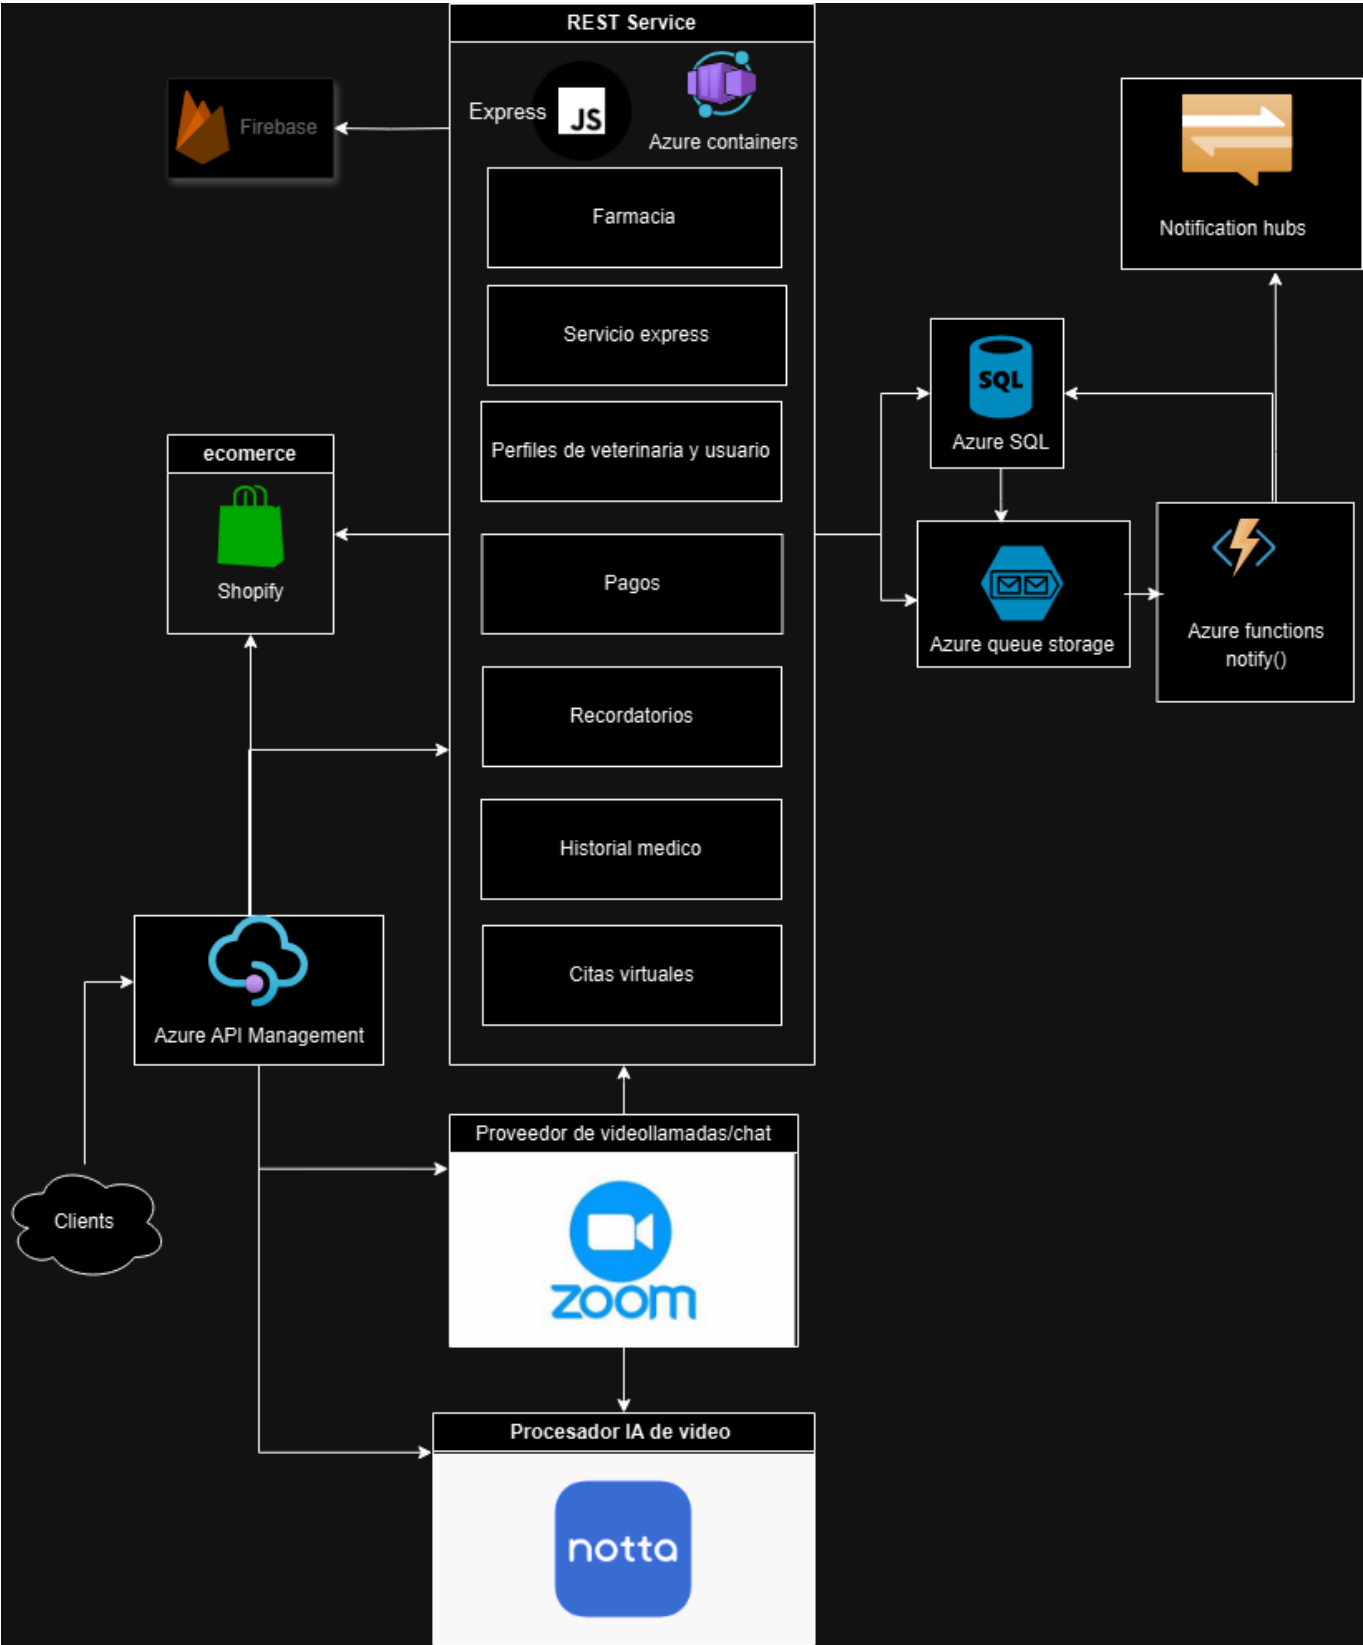 REST Service
Express
JS
Azure containers
Firebase
Farmacia
Notification hubs
Servicio express
SQL
Azure SQL
Perfiles de veterinaria y usuario
ecomerce
Shopify
Pagos
Azure queue storage
Azure functions
notify()
Recordatorios
Historial medico
Citas virtuales
Azure API Management
Proveedor de videollamadas/chat
zoom
Clients
Procesador IA de video
notta